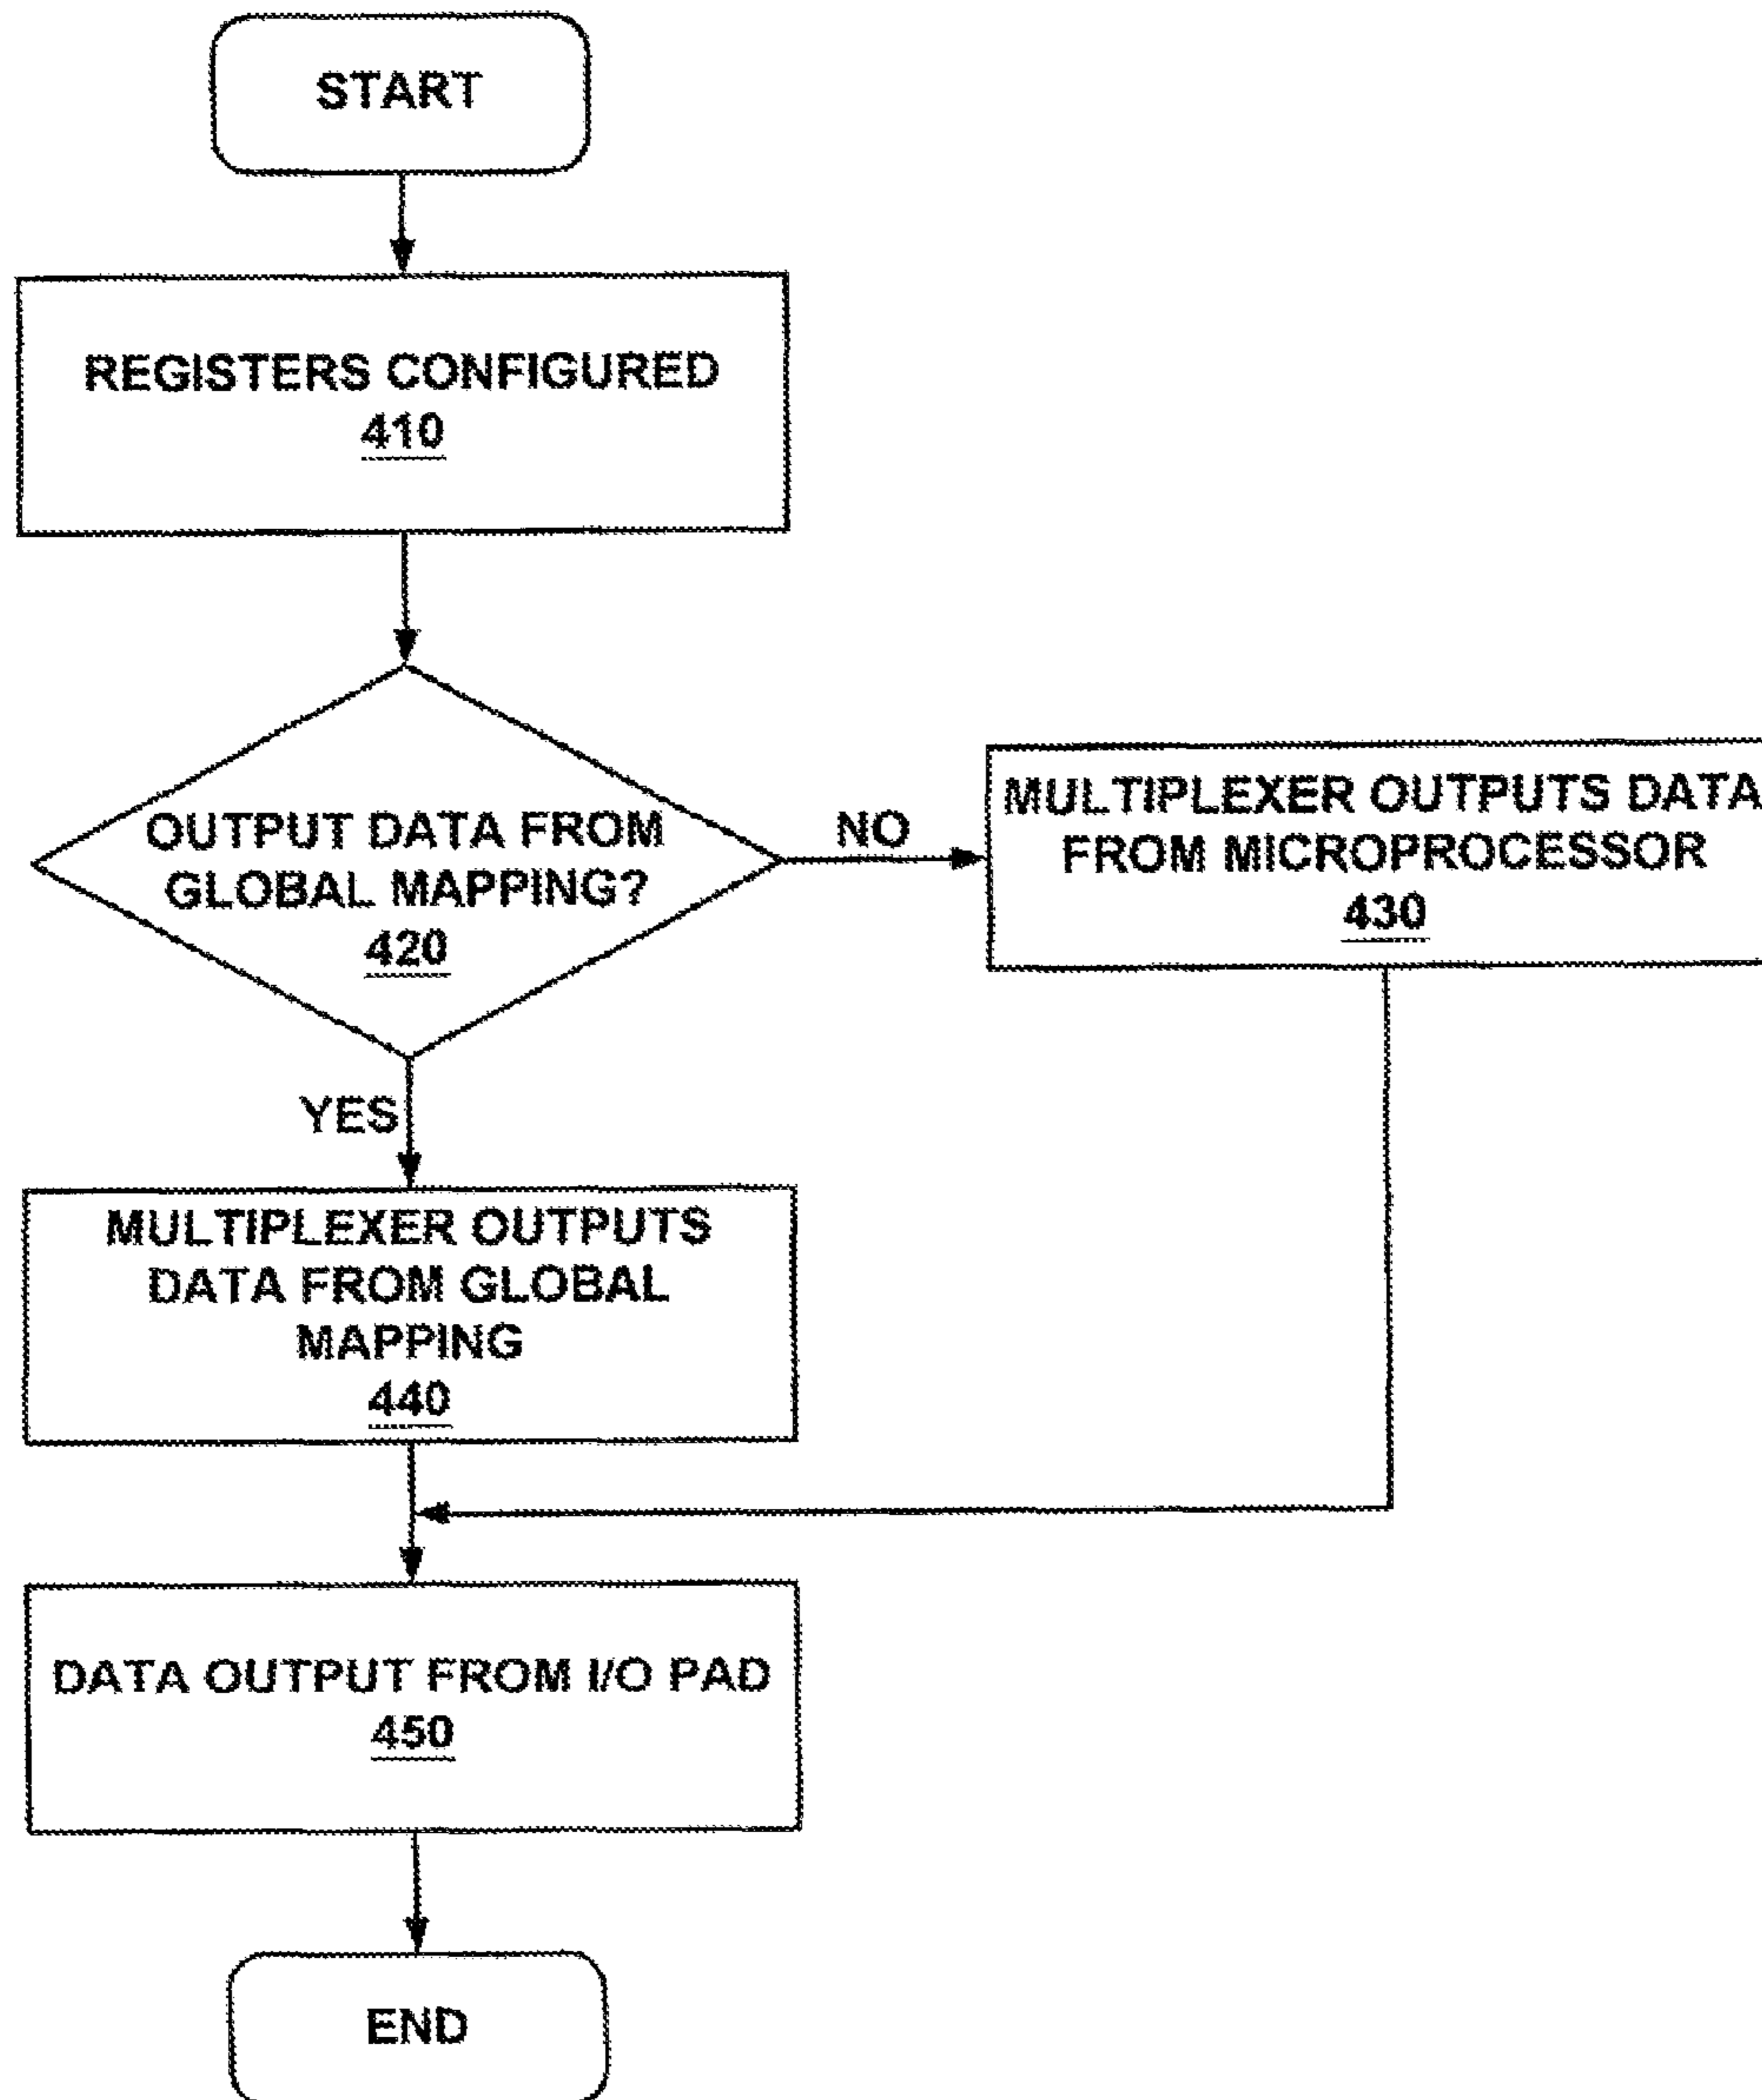 START
REGISTERS CONFIGURED
410
OUTPUT DATA FROM
GLOBAL MAPPING?
420
NO
MULTIPLEXER OUTPUTS DATA
FROM MICROPROCESSOR
430
YES
MULTIPLEXER OUTPUTS
DATA FROM GLOBAL
MAPPING
440
DATA OUTPUT FROM I/O PAD
450
END